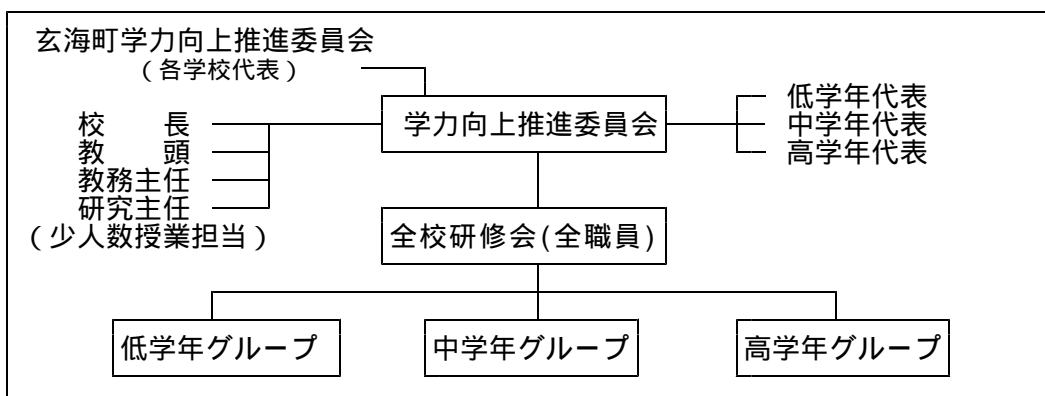 玄海町学力向上推進委員会
(各学校代表)
学力向上推進委員会
校　　長
教　　頭
教務主任
研究主任
(少人数授業担当)
低学年代表
中学年代表
高学年代表
全校研修会(全職員)
低学年グループ
中学年グループ
高学年グループ